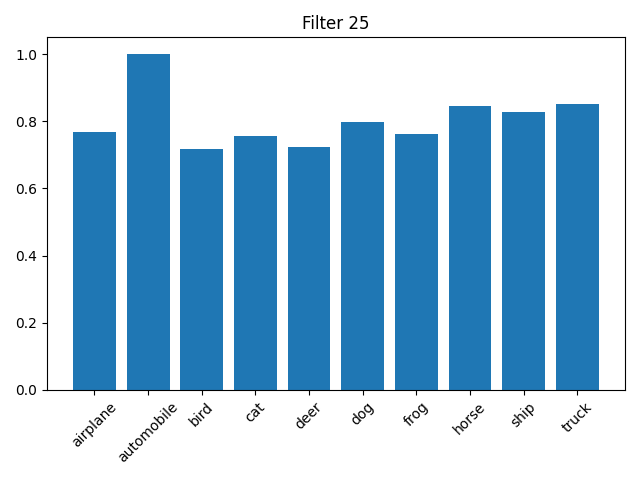 Filter 25
1.0
0.8
0.6
0.4
0.2
0.0
airplane
automobile
bird
cat
deer
dog
frog
horse
ship
truck